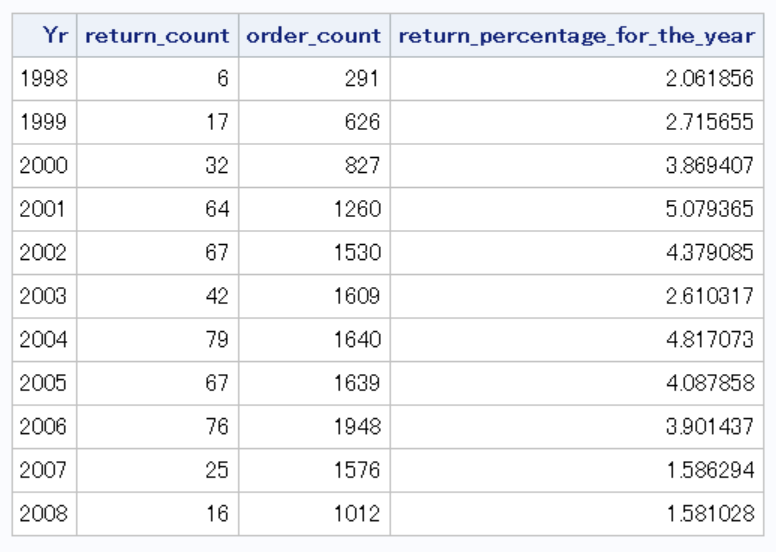 Yr return_count order_count return_percentage_for_the_year
1998 6 291 2.061856
1999 17 626 2.715655
2000 32 827 3.869407
2001 64 1260 5.079365
2002 67 1530 4.379085
2003 42 1609 2.610317
2004 79 1640 4.817073
2005 67 1639 4.087858
2006 76 1948 3.901437
2007 25 1576 1.586294
2008 16 1012 1.581028